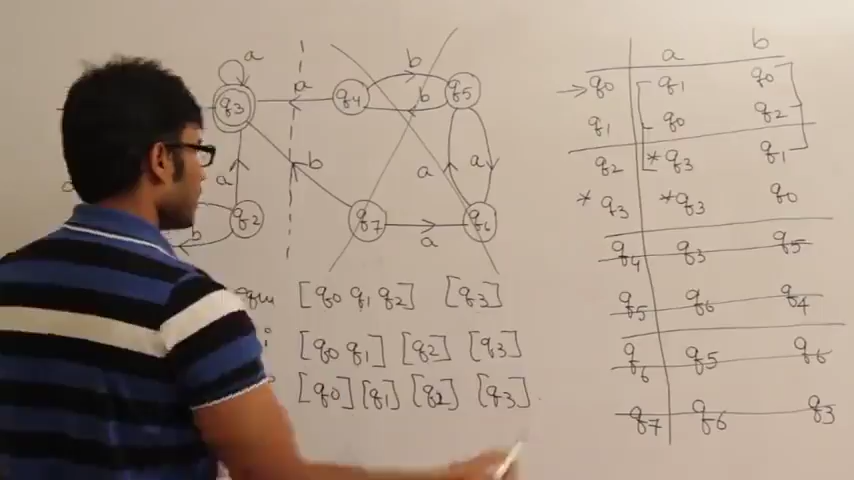 a
b
q3
a
q4
b
q5
b
a
a
b
a
q2
b
q7
a
q6
[q0 q1 q2] [q3]
[q0 q1] [q2] [q3]
[q0] [q1] [q2] [q3]
a b
q0 q1 q0
q1 q0 q2
q2 *q3 q1
* q3 *q3 q0
q4 q3 q5
q5 q6 q4
q6 q5 q6
q7 q6 q3